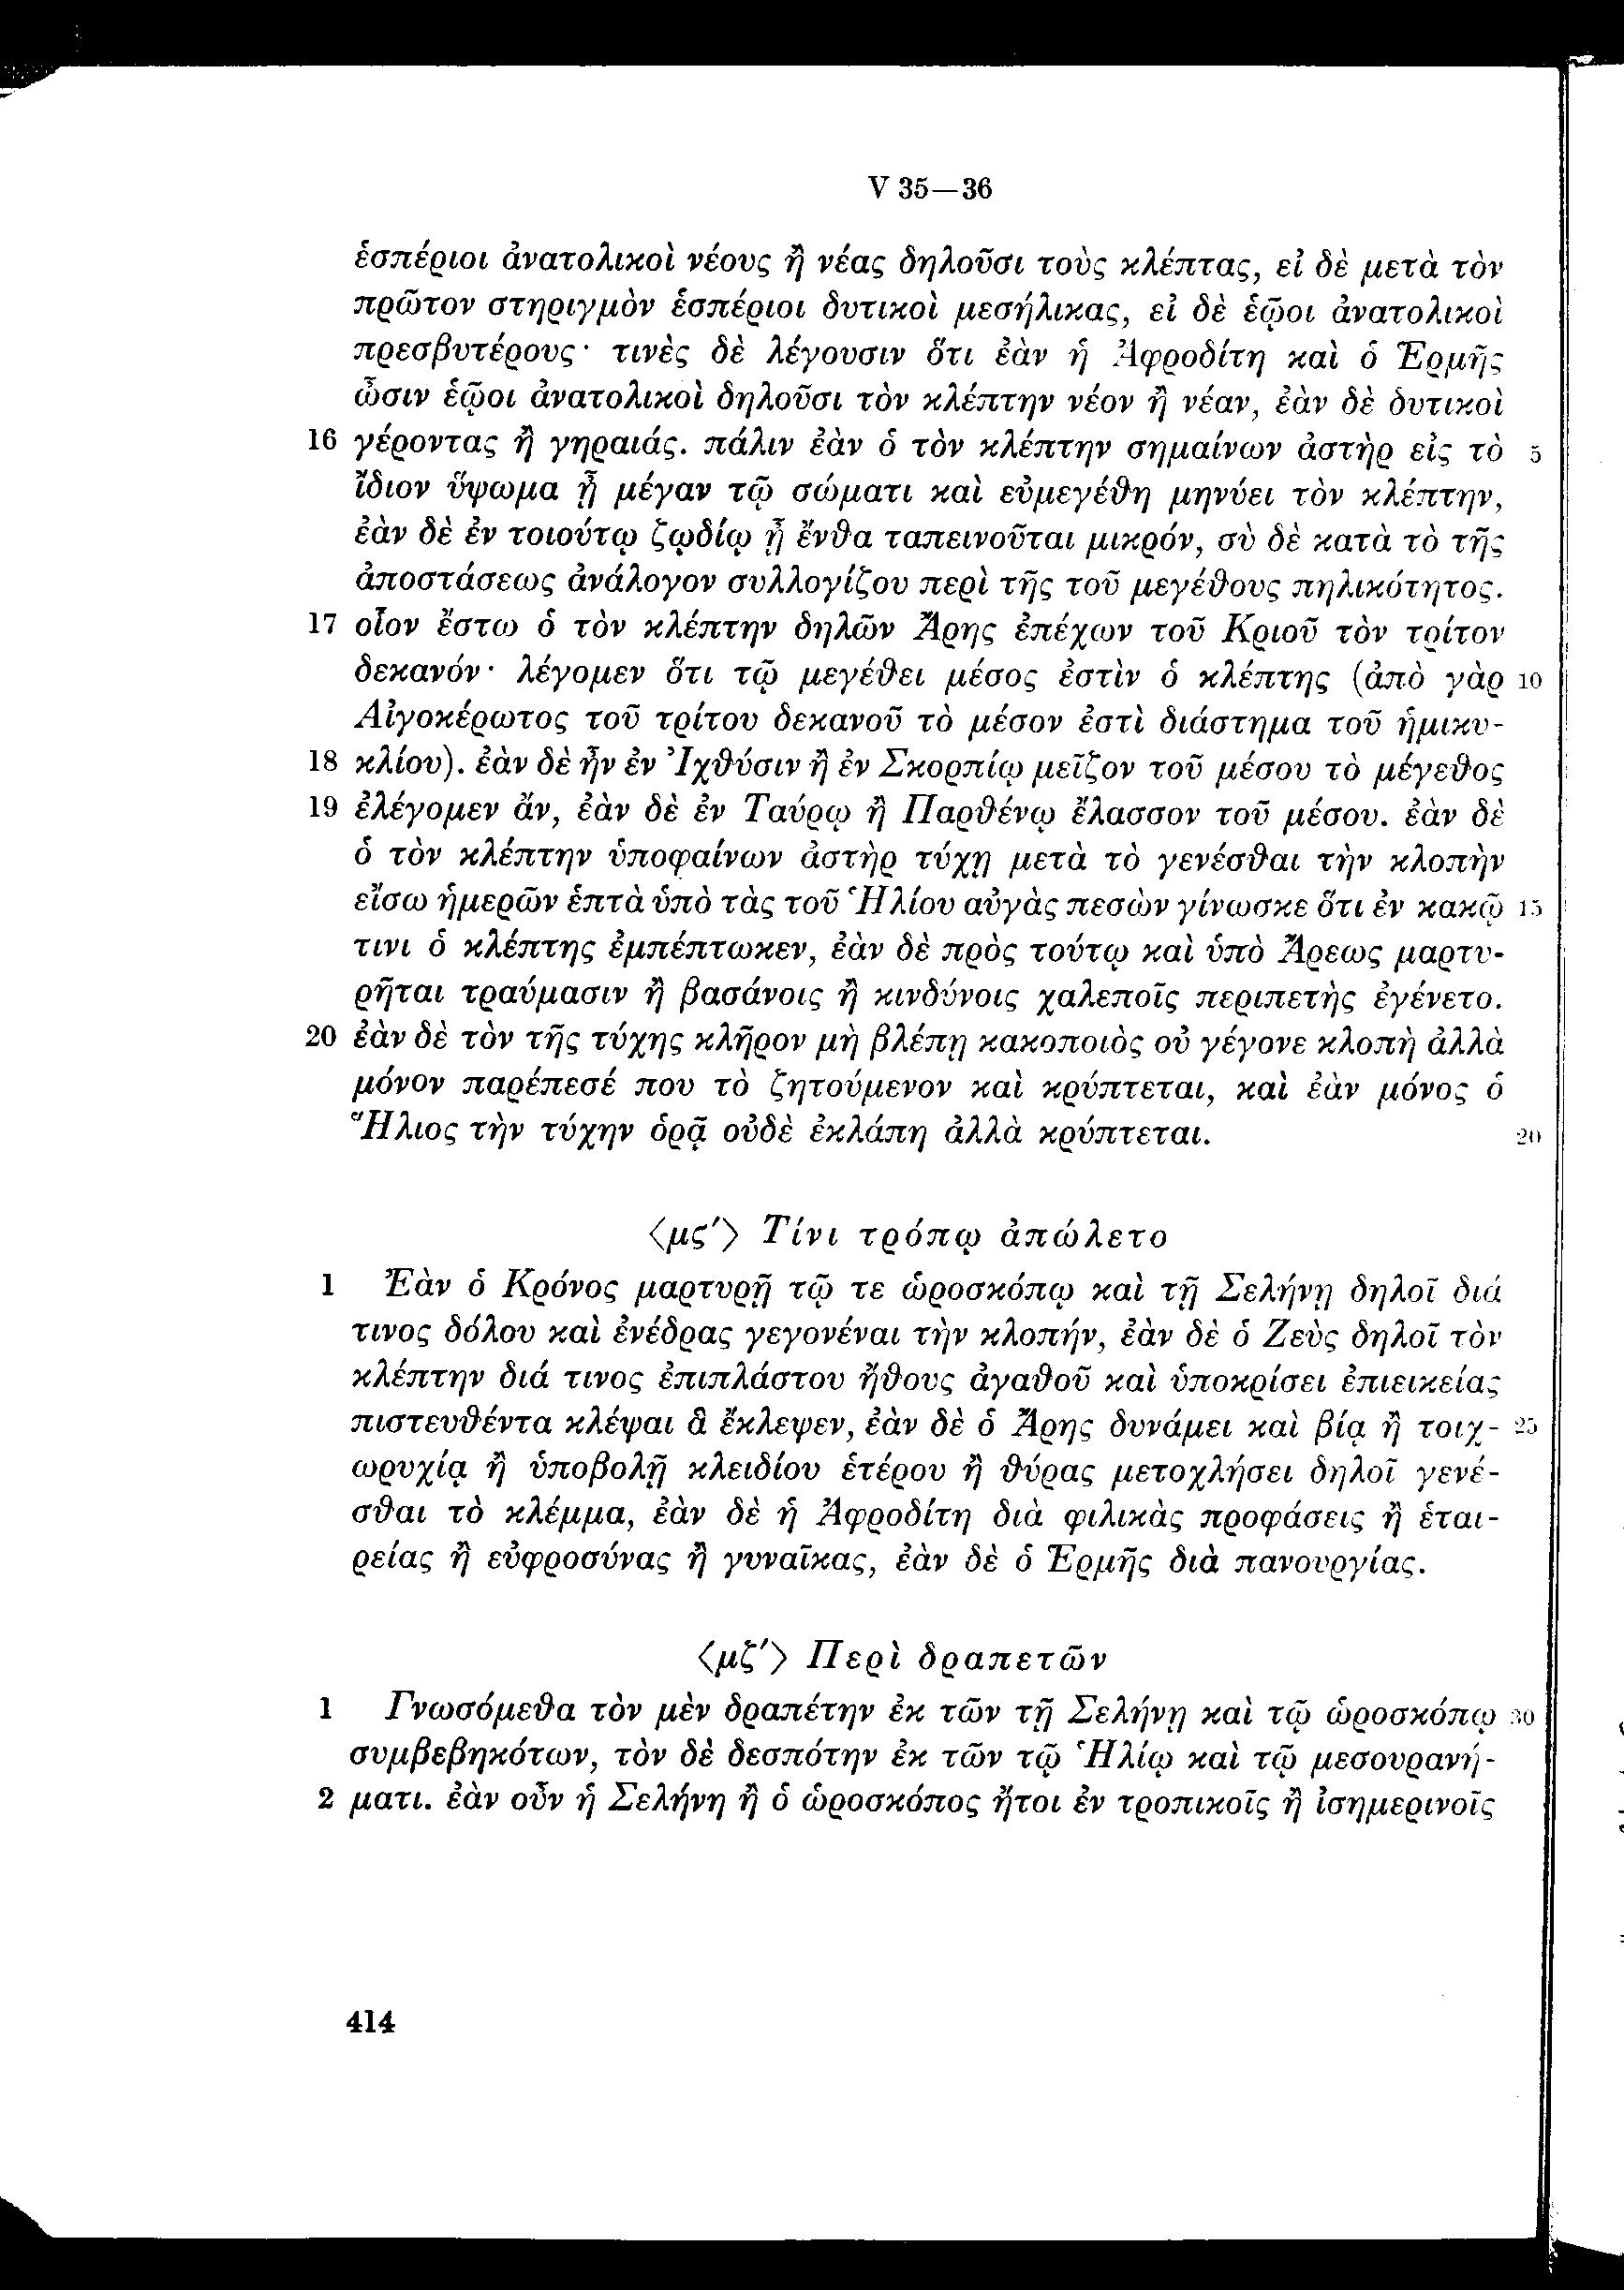 V 35—36
ἑσπέριοι ἀνατολικοὶ νέους ἢ νέας δηλοῦσι τοὺς κλέπτας, εἰ δὲ μετὰ τὸν
πρῶτον στηριγμὸν ἑσπέριοι δυτικοὶ μεσήλικας, εἰ δὲ ἑῷοι ἀνατολικοὶ
πρεσβυτέρους· τινὲς δὲ λέγουσιν ὅτι ἐὰν ἡ Ἀφροδίτη καὶ ὁ Ἑρμῆς
ὦσιν ἑῷοι ἀνατολικοὶ δηλοῦσι τὸν κλέπτην νέον ἢ νέαν, ἐὰν δὲ δυτικοὶ
16 γέροντας ἢ γηραιάς. πάλιν ἐὰν ὁ τὸν κλέπτην σημαίνων ἀστὴρ εἰς τὸ 5
ἴδιον ὕψωμα ᾖ μέγαν τῷ σώματι καὶ εὐμεγέθη μηνύει τὸν κλέπτην,
ἐὰν δὲ ἐν τοιούτῳ ζῳδίῳ ᾖ ἔνθα ταπεινοῦται μικρόν, σὺ δὲ κατὰ τὸ τῆς
ἀποστάσεως ἀνάλογον συλλογίζου περὶ τῆς τοῦ μεγέθους πηλικότητος.
17 οἷον ἔστω ὁ τὸν κλέπτην δηλῶν Ἄρης ἐπέχων τοῦ Κριοῦ τὸν τρίτον
δεκανόν· λέγομεν ὅτι τῷ μεγέθει μέσος ἐστὶν ὁ κλέπτης (ἀπὸ γὰρ 10
Αἰγοκέρωτος τοῦ τρίτου δεκανοῦ τὸ μέσον ἐστὶ διάστημα τοῦ ἡμικυ-
18 κλίου). ἐὰν δὲ ἦν ἐν Ἰχθύσιν ἢ ἐν Σκορπίῳ μεῖζον τοῦ μέσου τὸ μέγεθος
19 ἐλέγομεν ἄν, ἐὰν δὲ ἐν Ταύρῳ ἢ Παρθένῳ ἔλασσον τοῦ μέσου. ἐὰν δὲ
ὁ τὸν κλέπτην ὑποφαίνων ἀστὴρ τύχῃ μετὰ τὸ γενέσθαι τὴν κλοπὴν
εἴσω ἡμερῶν ἑπτὰ ὑπὸ τὰς τοῦ Ἡλίου αὐγὰς πεσὼν γίνωσκε ὅτι ἐν κακῷ 15
τινι ὁ κλέπτης ἐμπέπτωκεν, ἐὰν δὲ πρὸς τούτῳ καὶ ὑπὸ Ἄρεως μαρτυ-
ρῆται τραύμασιν ἢ βασάνοις ἢ κινδύνοις χαλεποῖς περιπετὴς ἐγένετο.
20 ἐὰν δὲ τὸν τῆς τύχης κλῆρον μὴ βλέπῃ κακοποιὸς οὐ γέγονε κλοπὴ ἀλλὰ
μόνον παρέπεσέ που τὸ ζητούμενον καὶ κρύπτεται, καὶ ἐὰν μόνος ὁ
Ἥλιος τὴν τύχην ὁρᾷ οὐδὲ ἐκλάπη ἀλλὰ κρύπτεται. 20
⟨μς′⟩ Τίνι τρόπῳ ἀπώλετο
1 Ἐὰν ὁ Κρόνος μαρτυρῇ τῷ τε ὡροσκόπῳ καὶ τῇ Σελήνῃ δηλοῖ διά
τινος δόλου καὶ ἐνέδρας γεγονέναι τὴν κλοπήν, ἐὰν δὲ ὁ Ζεὺς δηλοῖ τὸν
κλέπτην διά τινος ἐπιπλάστου ἤθους ἀγαθοῦ καὶ ὑποκρίσει ἐπιεικείας
πιστευθέντα κλέψαι ἃ ἔκλεψεν, ἐὰν δὲ ὁ Ἄρης δυνάμει καὶ βίᾳ ἢ τοιχ- 25
ωρυχίᾳ ἢ ὑποβολῇ κλειδίου ἑτέρου ἢ θύρας μετοχλήσει δηλοῖ γενέ-
σθαι τὸ κλέμμα, ἐὰν δὲ ἡ Ἀφροδίτη διὰ φιλικὰς προφάσεις ἢ ἑται-
ρείας ἢ εὐφροσύνας ἢ γυναῖκας, ἐὰν δὲ ὁ Ἑρμῆς διὰ πανουργίας.
⟨μζ′⟩ Περὶ δραπετῶν
1 Γνωσόμεθα τὸν μὲν δραπέτην ἐκ τῶν τῇ Σελήνῃ καὶ τῷ ὡροσκόπῳ 30
συμβεβηκότων, τὸν δὲ δεσπότην ἐκ τῶν τῷ Ἡλίῳ καὶ τῷ μεσουρανή-
2 ματι. ἐὰν οὖν ἡ Σελήνη ἢ ὁ ὡροσκόπος ἤτοι ἐν τροπικοῖς ἢ ἰσημερινοῖς
414